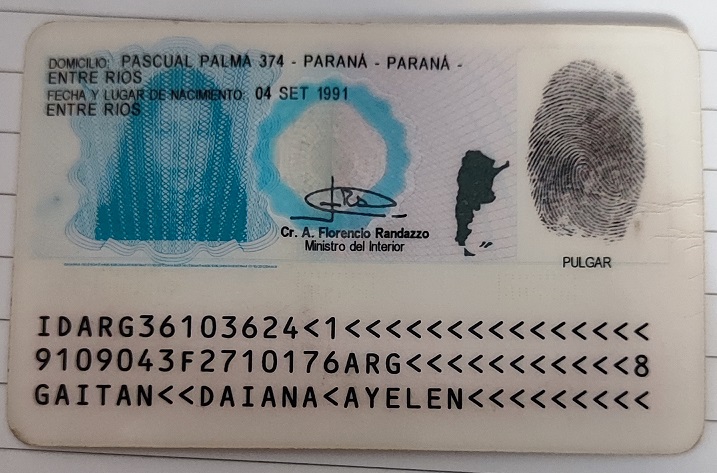 DOMICILIO: PASCUAL PALMA 374 - PARANÁ - PARANÁ -
ENTRE RIOS
FECHA Y LUGAR DE NACIMIENTO: 04 SET 1991
ENTRE RIOS
Cr. A. Florencio Randazzo
Ministro del Interior
PULGAR
IDARG36103624<1<<<<<<<<<<<<<<<
9109043F2710176ARG<<<<<<<<<<<8
GAITAN<<DAIANA<AYELEN<<<<<<<<<